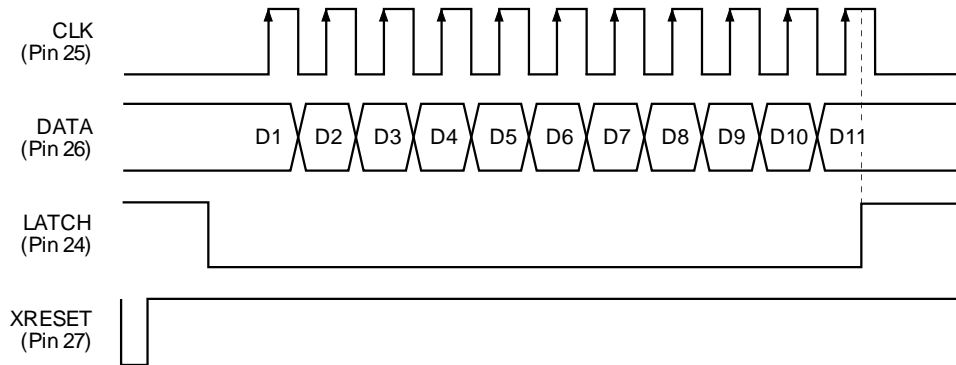 CLK
(Pin 25)
DATA
(Pin 26)
D1 D2 D3 D4 D5 D6 D7 D8 D9 D10 D11
LATCH
(Pin 24)
XRESET
(Pin 27)